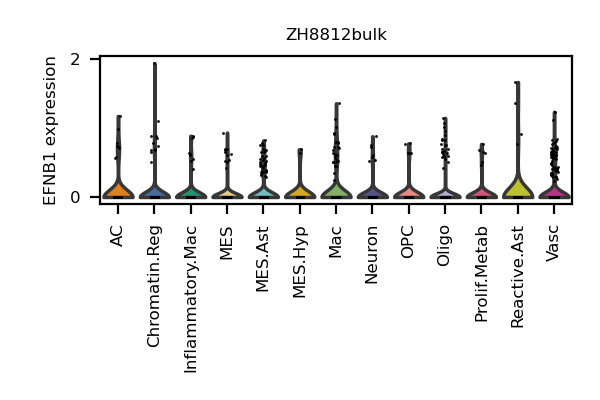 ZH8812bulk
EFNB1 expression
2
0
AC
Chromatin.Reg
Inflammatory.Mac
MES
MES.Ast
MES.Hyp
Mac
Neuron
OPC
Oligo
Prolif.Metab
Reactive.Ast
Vasc